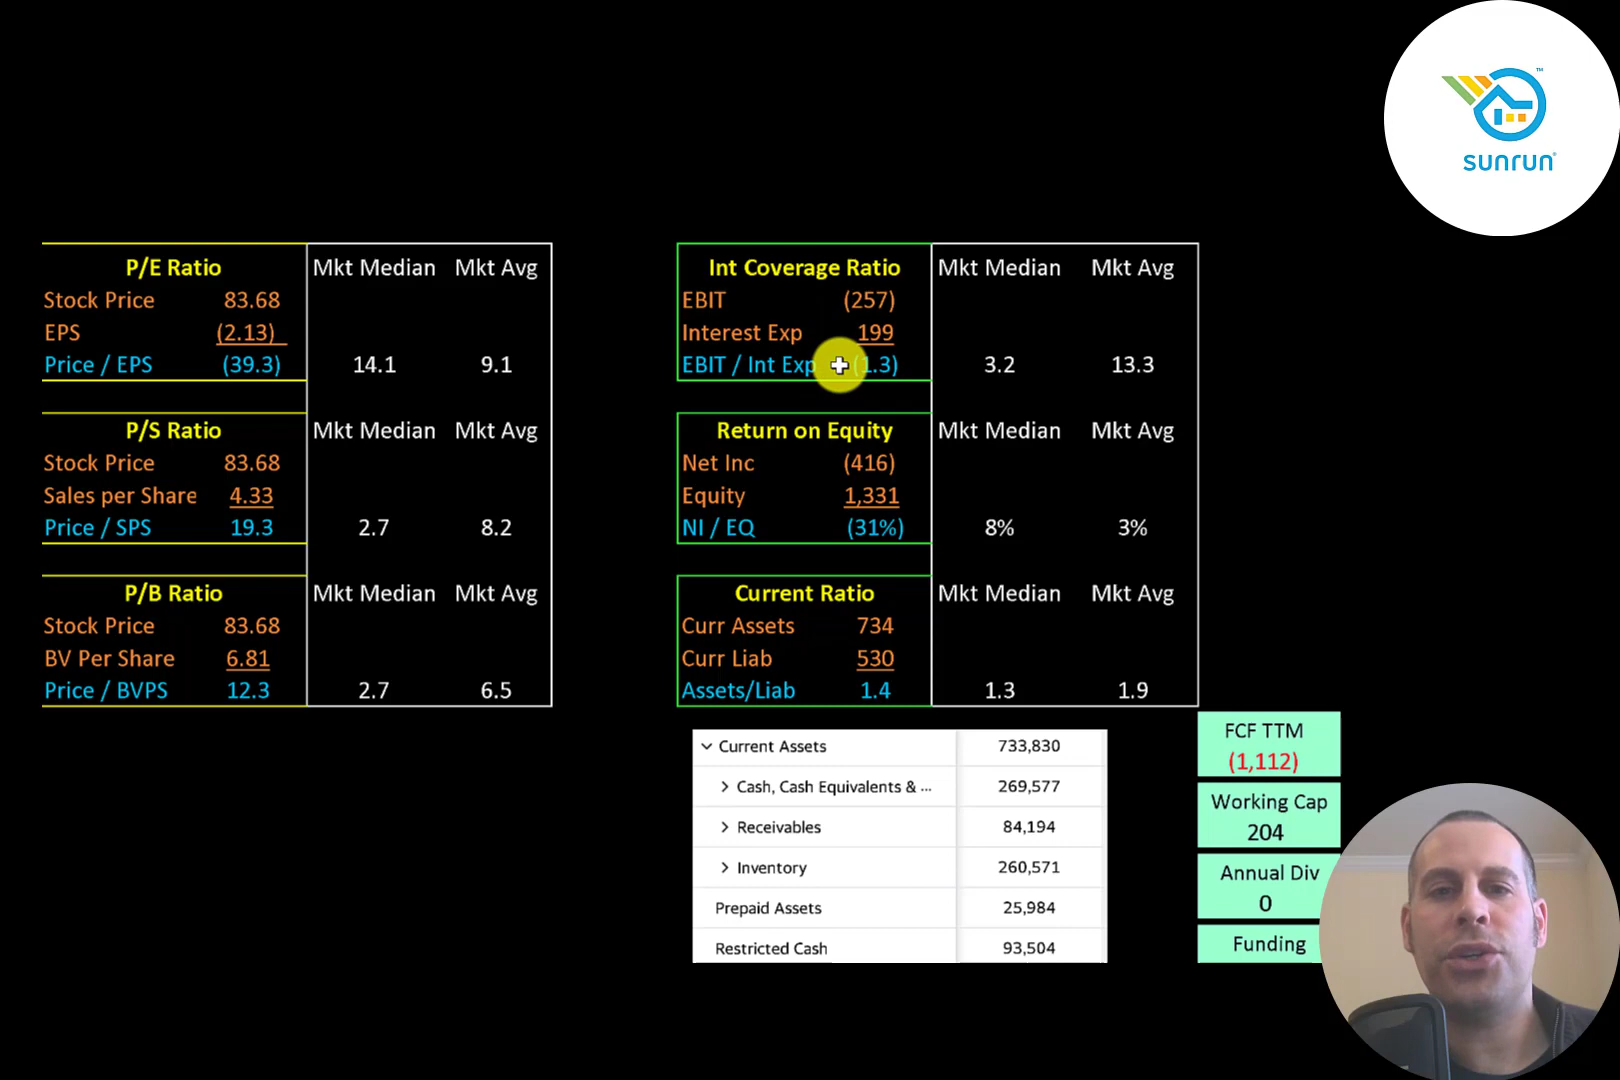 sunrun
P/E Ratio Mkt Median Mkt Avg
Stock Price 83.68
EPS (2.13)
Price / EPS (39.3) 14.1 9.1
P/S Ratio Mkt Median Mkt Avg
Stock Price 83.68
Sales per Share 4.33
Price / SPS 19.3 2.7 8.2
P/B Ratio Mkt Median Mkt Avg
Stock Price 83.68
BV Per Share 6.81
Price / BVPS 12.3 2.7 6.5
Int Coverage Ratio Mkt Median Mkt Avg
EBIT (257)
Interest Exp 199
EBIT / Int Exp (1.3) 3.2 13.3
Return on Equity Mkt Median Mkt Avg
Net Inc (416)
Equity 1,331
NI / EQ (31%) 8% 3%
Current Ratio Mkt Median Mkt Avg
Curr Assets 734
Curr Liab 530
Assets/Liab 1.4 1.3 1.9
Current Assets 733,830
Cash, Cash Equivalents & ... 269,577
Receivables 84,194
Inventory 260,571
Prepaid Assets 25,984
Restricted Cash 93,504
FCF TTM
(1,112)
Working Cap
204
Annual Div
0
Funding